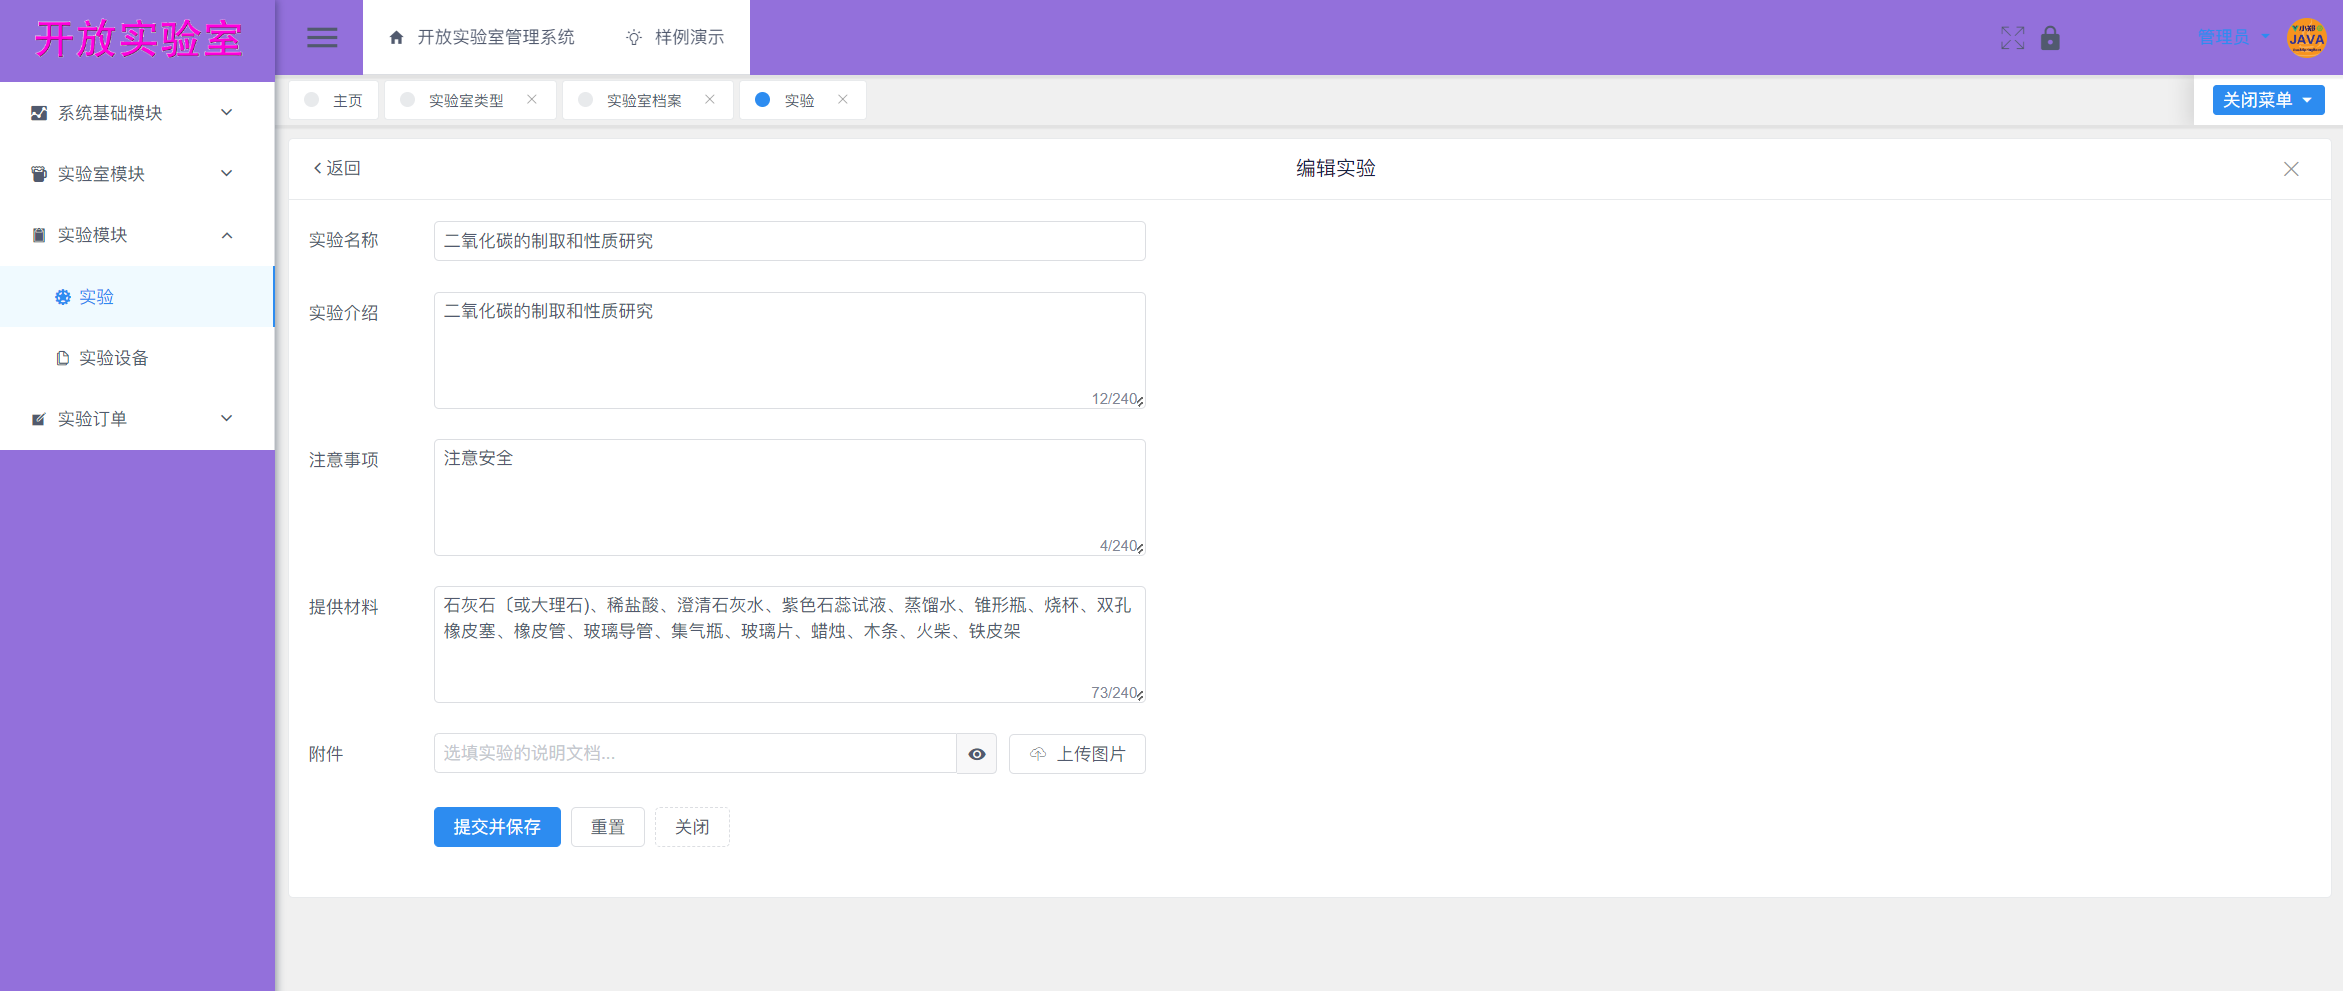 开放实验室
开放实验室管理系统
样例演示
管理员
小郑
JAVA
主页
实验室类型
实验室档案
实验
关闭菜单
系统基础模块
实验室模块
实验模块
实验
实验设备
实验订单
返回
编辑实验
实验名称
二氧化碳的制取和性质研究
实验介绍
二氧化碳的制取和性质研究
12/240
注意事项
注意安全
4/240
提供材料
石灰石〔或大理石)、稀盐酸、澄清石灰水、紫色石蕊试液、蒸馏水、锥形瓶、烧杯、双孔
橡皮塞、橡皮管、玻璃导管、集气瓶、玻璃片、蜡烛、木条、火柴、铁皮架
73/240
附件
选填实验的说明文档...
上传图片
提交并保存
重置
关闭